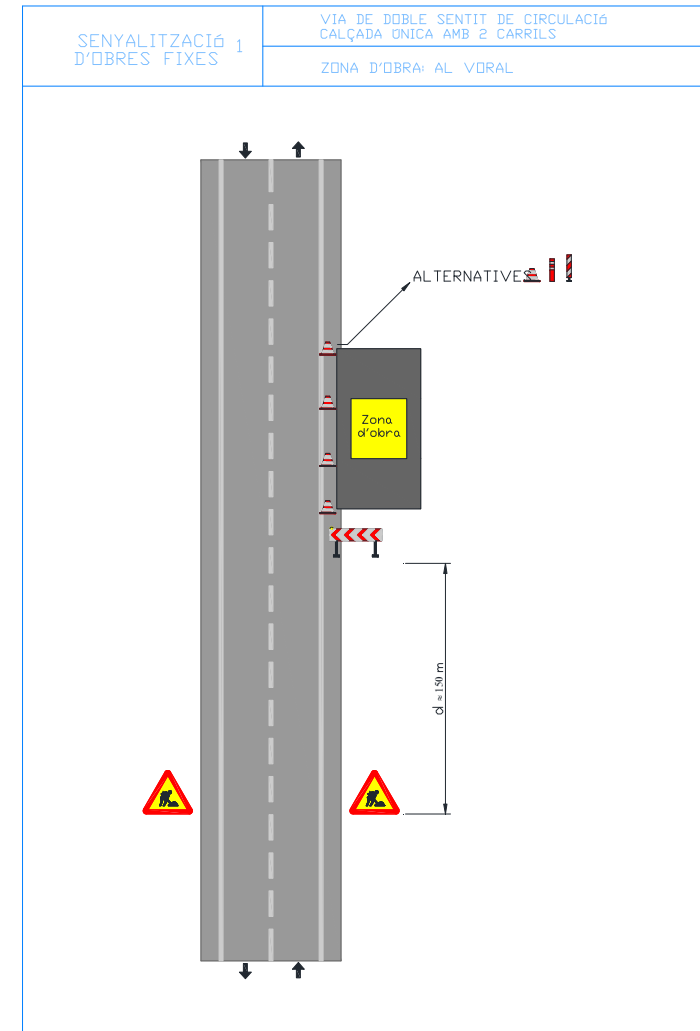 SENYALITZACIó 1
D'OBRES FIXES
VIA DE DOBLE SENTIT DE CIRCULACIó
CALÇADA ÚNICA AMB 2 CARRILS
ZONA D'OBRA: AL VORAL
ALTERNATIVES
Zona
d'obra
d ≈ 150 m